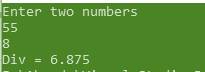 Enter two numbers
55
8
Div = 6.875